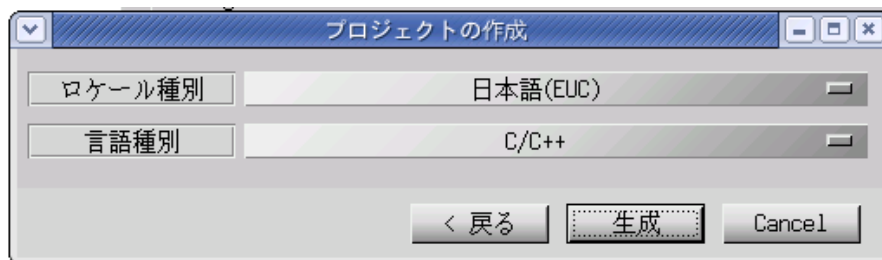 プロジェクトの作成
ロケール種別 日本語(EUC)
言語種別 C/C++
< 戻る 生成 Cancel